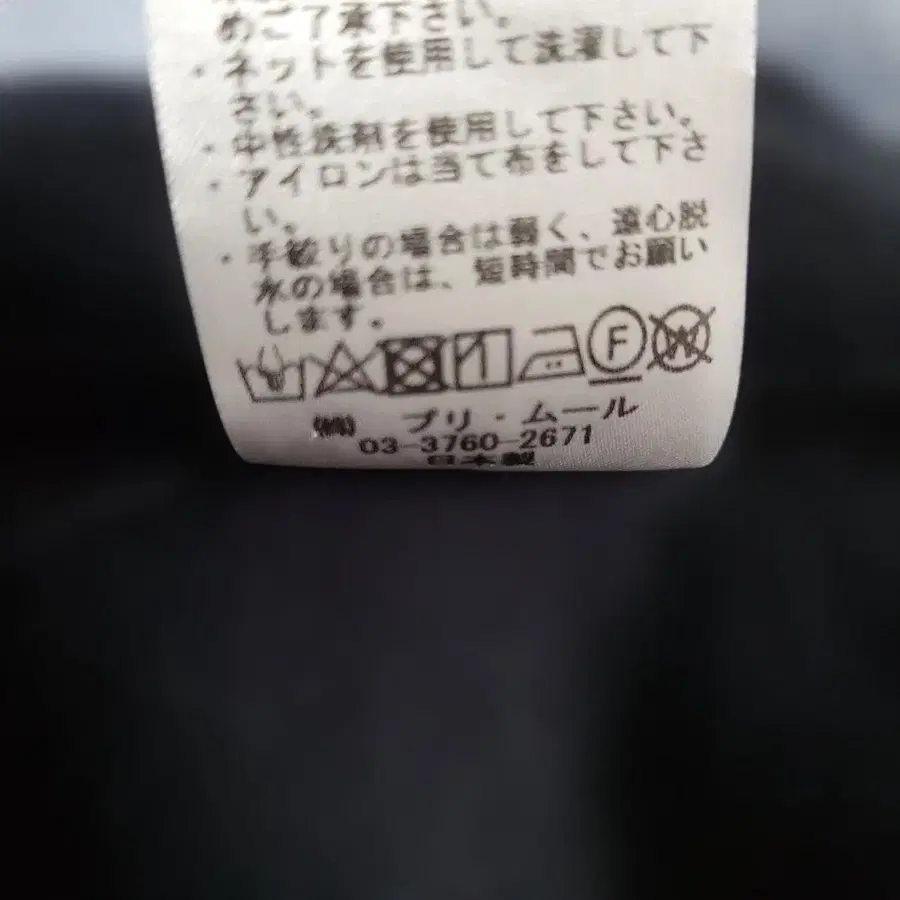 めご了承下さい。
・ネットを使用して洗濯して下
さい。
・中性洗剤を使用して下さい。
・アイロンは当て布をして下さ
い。
・手絞りの場合は弱く、遠心脱
水の場合は、短時間でお願い
します。
F W
㈱ プリ・ムール
03-3760-2671
日本製